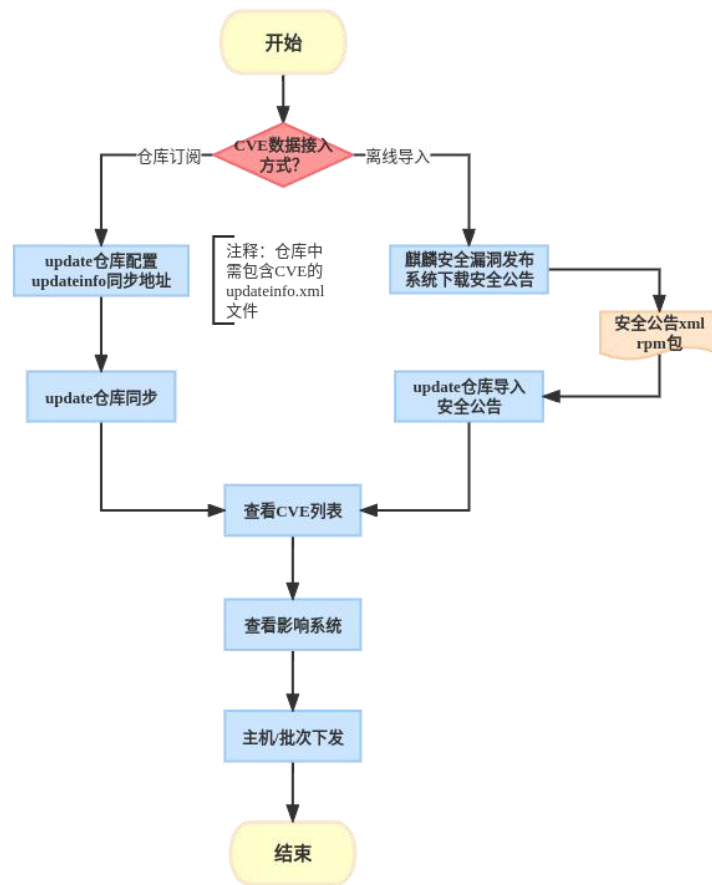 开始
CVE数据接入
方式？
仓库订阅
离线导入
update仓库配置
updateinfo同步地址
注释：仓库中
需包含CVE的
updateinfo.xml
文件
麒麟安全漏洞发布
系统下载安全公告
安全公告xml
rpm包
update仓库同步
update仓库导入
安全公告
查看CVE列表
查看影响系统
主机/批次下发
结束